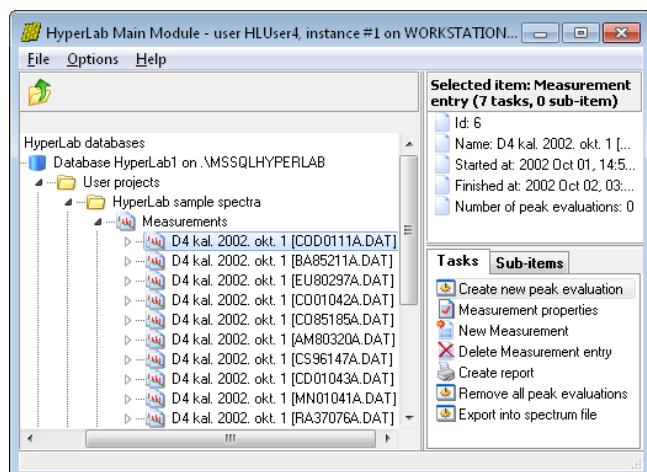 HyperLab Main Module - user HLUser4, instance #1 on WORKSTATION...
File Options Help
HyperLab databases
Database HyperLab1 on .\MSSQLHYPERLAB
User projects
HyperLab sample spectra
Measurements
D4 kal. 2002. okt. 1 [COD0111A.DAT]
D4 kal. 2002. okt. 1 [BA85211A.DAT]
D4 kal. 2002. okt. 1 [EU80297A.DAT]
D4 kal. 2002. okt. 1 [CO01042A.DAT]
D4 kal. 2002. okt. 1 [CO85185A.DAT]
D4 kal. 2002. okt. 1 [AM80320A.DAT]
D4 kal. 2002. okt. 1 [CS96147A.DAT]
D4 kal. 2002. okt. 1 [CD01043A.DAT]
D4 kal. 2002. okt. 1 [MN01041A.DAT]
D4 kal. 2002. okt. 1 [RA37076A.DAT]
Selected item: Measurement
entry (7 tasks, 0 sub-item)
Id: 6
Name: D4 kal. 2002. okt. 1 [...
Started at: 2002 Oct 01, 14:5...
Finished at: 2002 Oct 02, 03:...
Number of peak evaluations: 0
Tasks Sub-items
Create new peak evaluation
Measurement properties
New Measurement
Delete Measurement entry
Create report
Remove all peak evaluations
Export into spectrum file